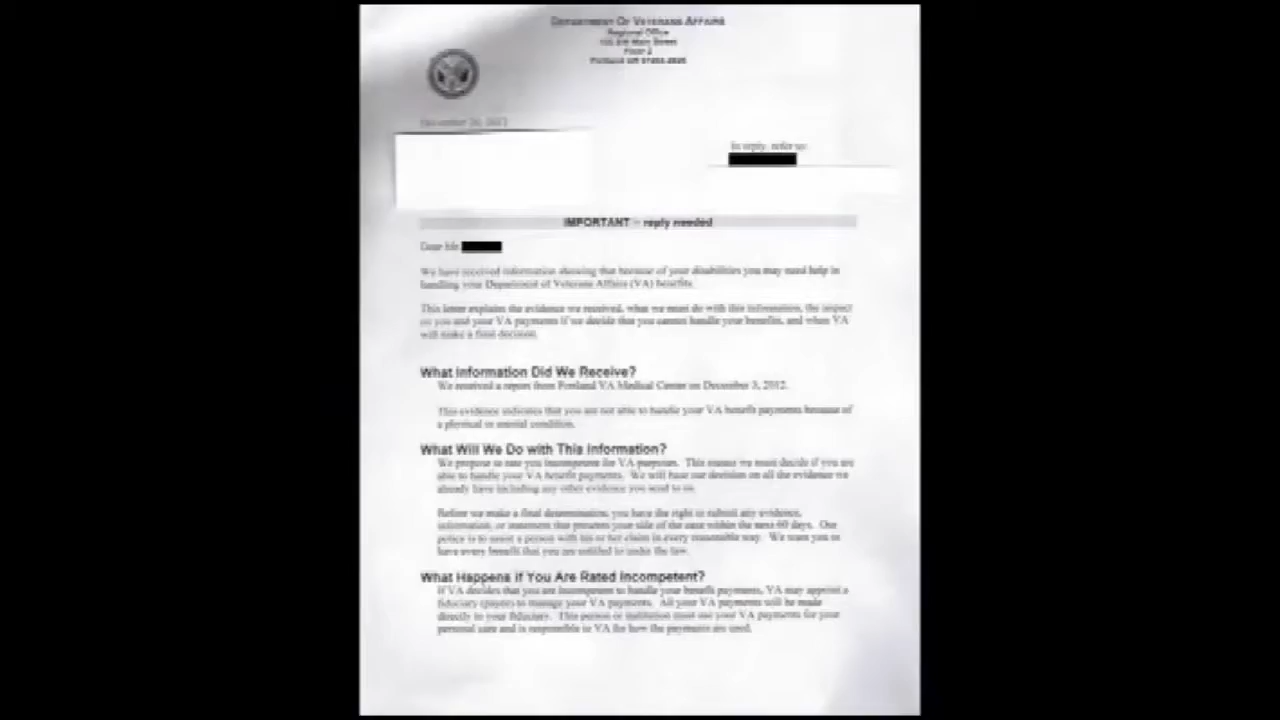 DEPARTMENT OF VETERANS AFFAIRS
Regional Office
Main Street
Floor 2
Portland OR
In reply, refer to:
IMPORTANT – reply needed
Dear Mr
We have received information showing that because of your disabilities you may need help in
handling your Department of Veterans Affairs (VA) benefits.
This letter explains the evidence we received, what we must do with this information, the impact
on you and your VA payments if we decide that you cannot handle your benefits, and when VA
will make a final decision.
What Information Did We Receive?
We received a report from Portland VA Medical Center on December 3, 2012.
This evidence indicates that you are not able to handle your VA benefit payments because of
a physical or mental condition.
What Will We Do with This Information?
We propose to rate you incompetent for VA purposes. This means we must decide if you are
able to handle your VA benefit payments. We will base our decision on all the evidence we
already have including any other evidence you send to us.
Before we make a final determination, you have the right to submit any evidence,
information, or statement that presents your side of the case within the next 60 days. Our
policy is to assist a person with his or her claim in every reasonable way. We want you to
have every benefit that you are entitled to under the law.
What Happens if You Are Rated Incompetent?
If VA decides that you are incompetent to handle your benefit payments, VA may appoint a
fiduciary (payee) to manage your VA payments. All your VA payments will be made
directly to your fiduciary. This person or institution must use your VA payments for your
personal care and is responsible to VA for how the payments are used.